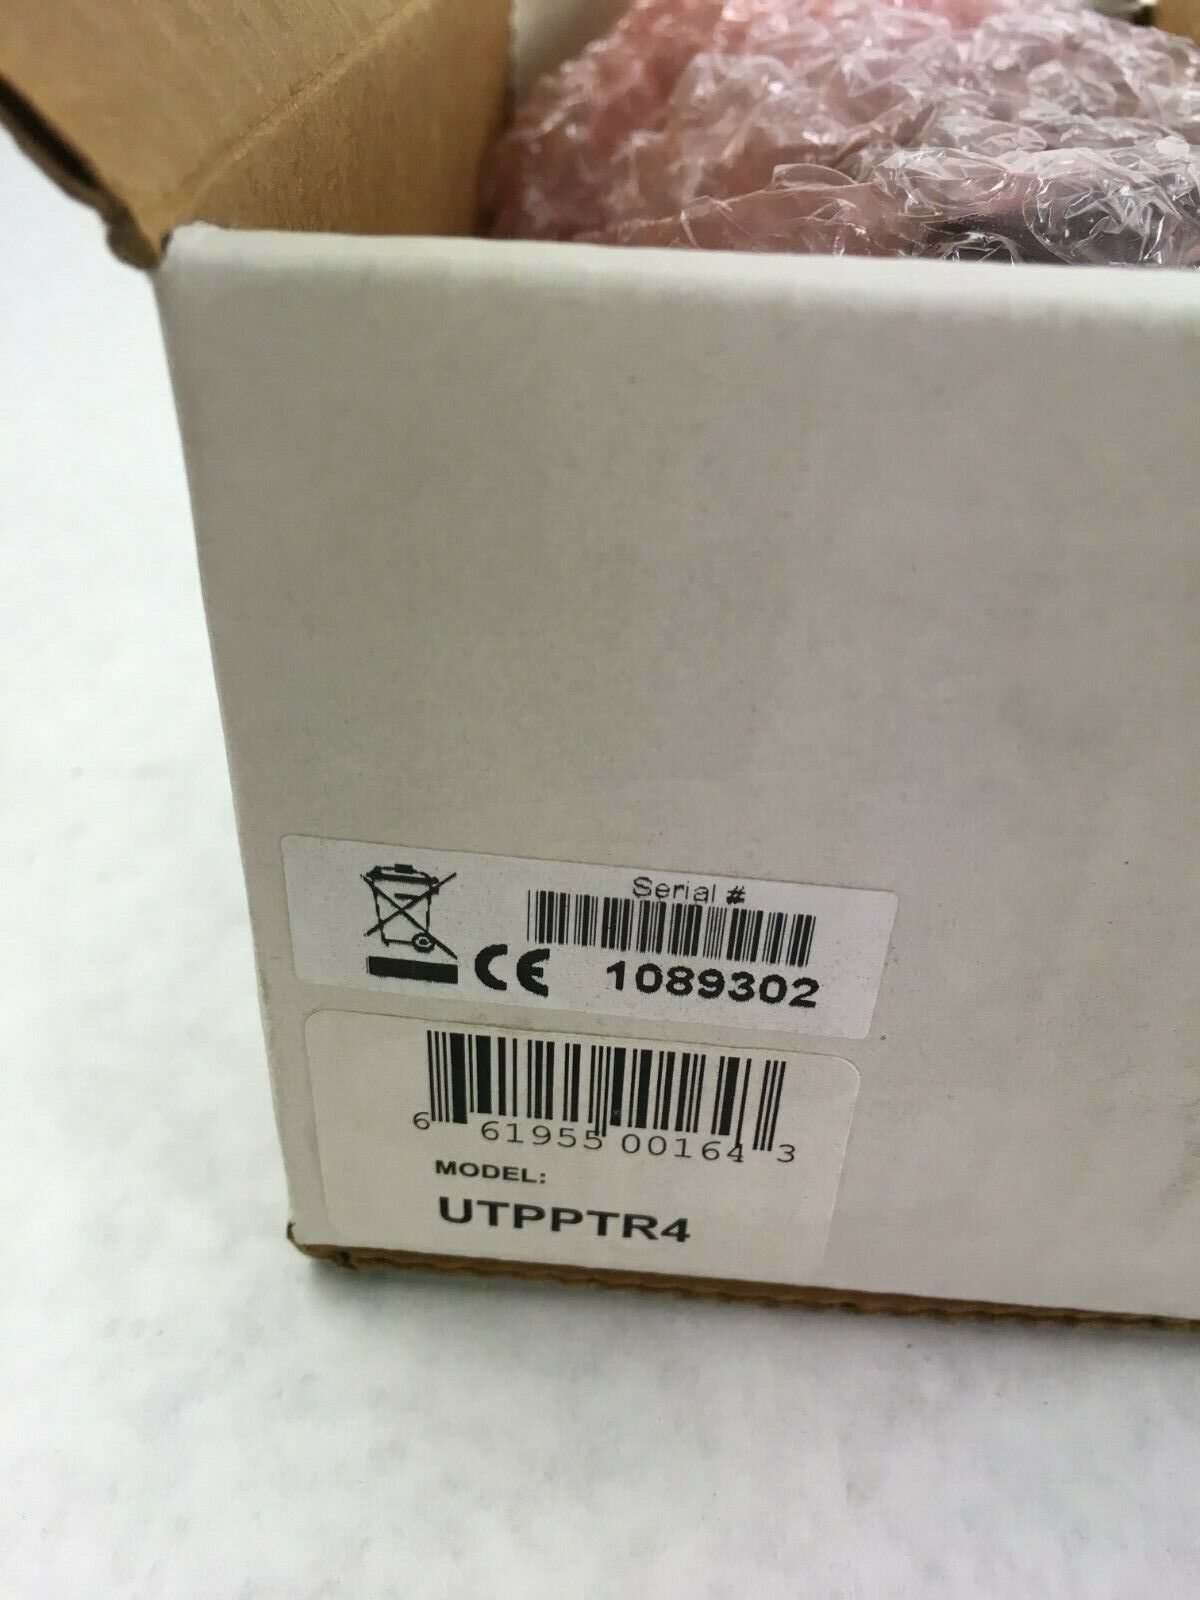 Serial #
CE 1089302
6 61955 00164 3
MODEL:
UTPPTR4